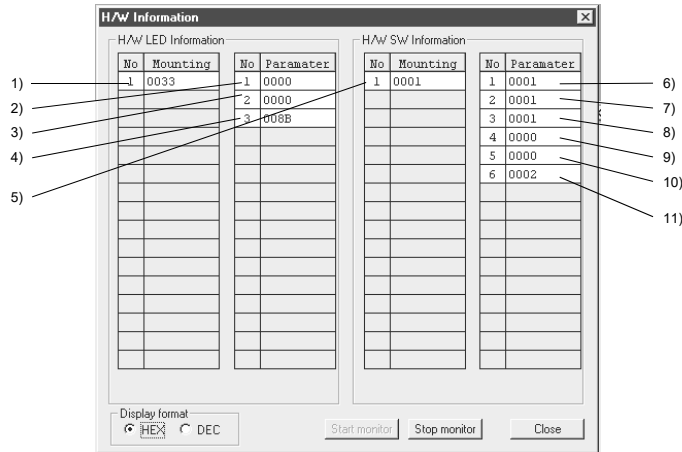 H/W Information
H/W LED Information
No Mounting
1 0033
No Paramater
1 0000
2 0000
3 008B
H/W SW Information
No Mounting
1 0001
No Paramater
1 0001
2 0001
3 0001
4 0000
5 0000
6 0002
1)
2)
3)
4)
5)
6)
7)
8)
9)
10)
11)
Display format
HEX DEC
Start monitor Stop monitor Close